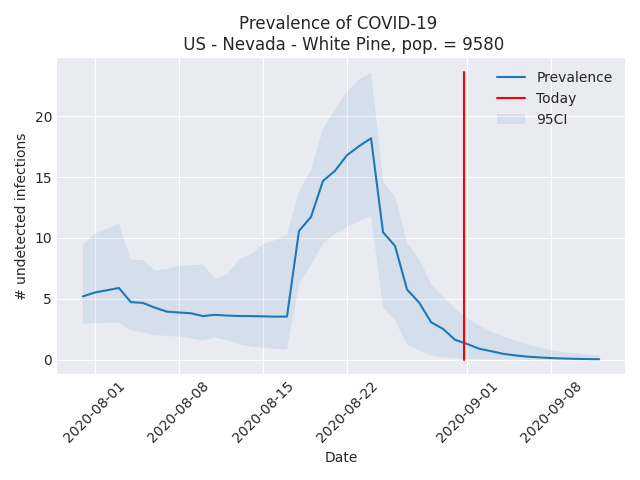 Prevalence of COVID-19
US - Nevada - White Pine, pop. = 9580
Prevalence
Today
95CI
# undetected infections
20
15
10
5
0
2020-08-01
2020-08-08
2020-08-15
2020-08-22
2020-09-01
2020-09-08
Date